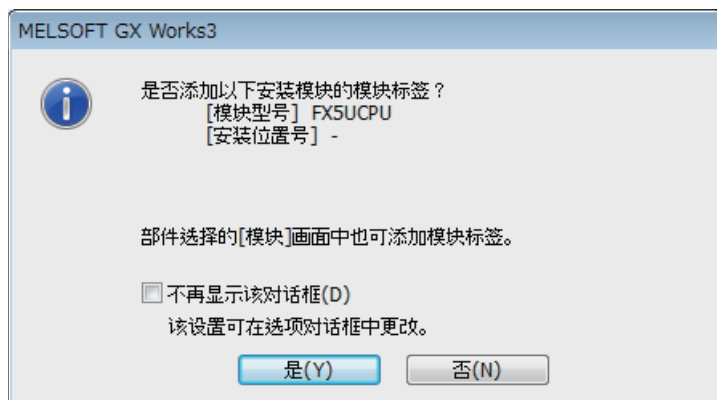 MELSOFT GX Works3
是否添加以下安装模块的模块标签？
[模块型号] FX5UCPU
[安装位置号] -
部件选择的[模块]画面中也可添加模块标签。
不再显示该对话框(D)
该设置可在选项对话框中更改。
是(Y)
否(N)